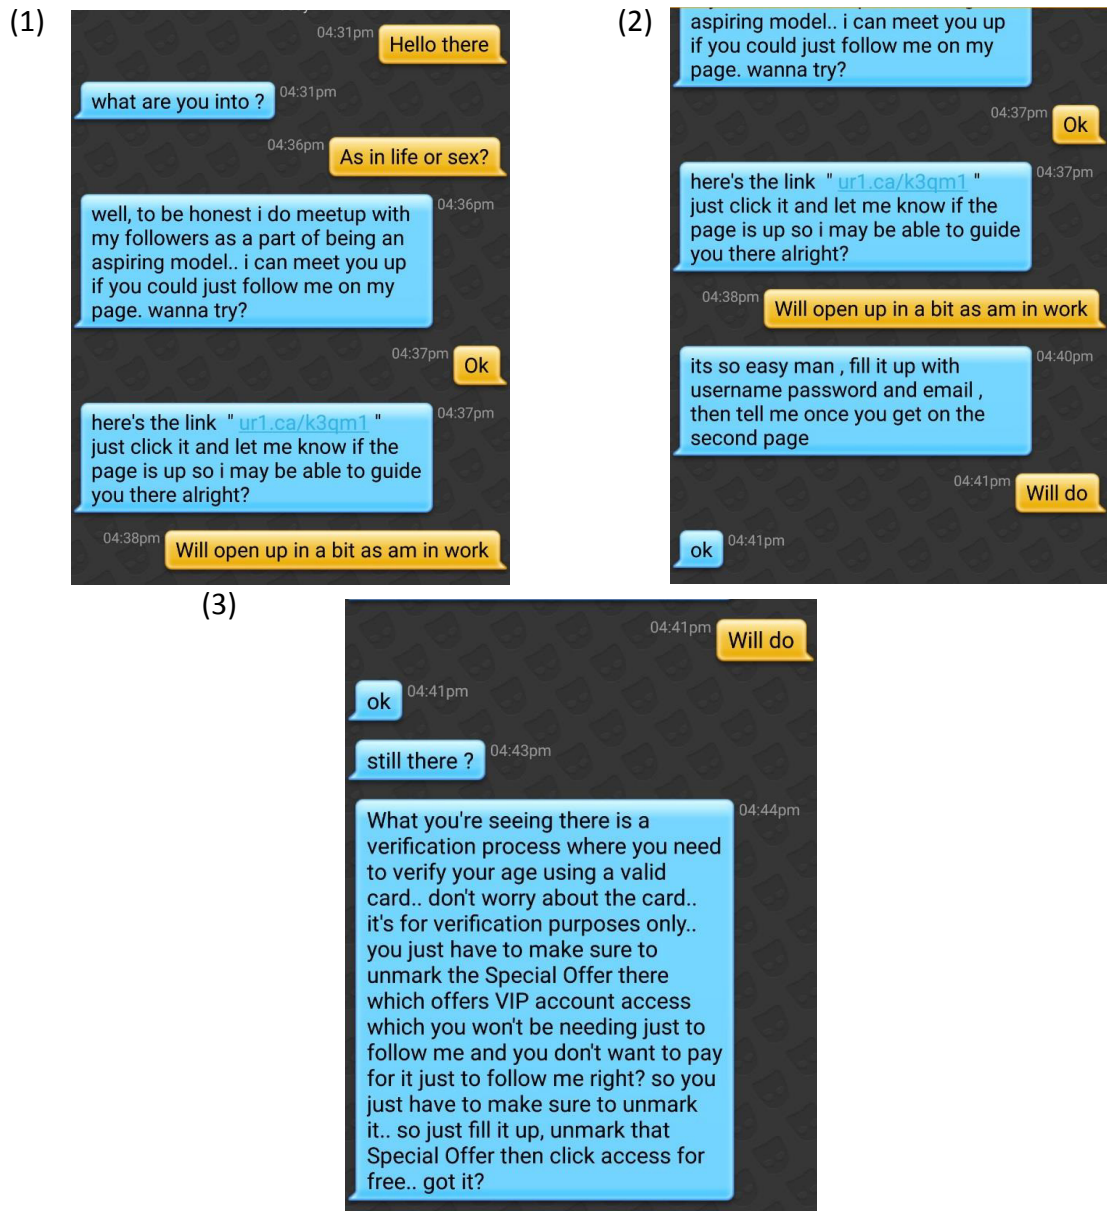 (1)
04:31pm
Hello there
what are you into ?
04:31pm
04:36pm
As in life or sex?
well, to be honest i do meetup with
my followers as a part of being an
aspiring model.. i can meet you up
if you could just follow me on my
page. wanna try?
04:36pm
04:37pm
Ok
here's the link " ur1.ca/k3qm1 "
just click it and let me know if the
page is up so i may be able to guide
you there alright?
04:37pm
04:38pm
Will open up in a bit as am in work
(2)
aspiring model.. i can meet you up
if you could just follow me on my
page. wanna try?
04:37pm
Ok
here's the link " ur1.ca/k3qm1 "
just click it and let me know if the
page is up so i may be able to guide
you there alright?
04:37pm
04:38pm
Will open up in a bit as am in work
its so easy man , fill it up with
username password and email ,
then tell me once you get on the
second page
04:40pm
04:41pm
Will do
ok
04:41pm
(3)
04:41pm
Will do
ok
04:41pm
still there ?
04:43pm
What you're seeing there is a
verification process where you need
to verify your age using a valid
card.. don't worry about the card..
it's for verification purposes only..
you just have to make sure to
unmark the Special Offer there
which offers VIP account access
which you won't be needing just to
follow me and you don't want to pay
for it just to follow me right? so you
just have to make sure to unmark
it.. so just fill it up, unmark that
Special Offer then click access for
free.. got it?
04:44pm